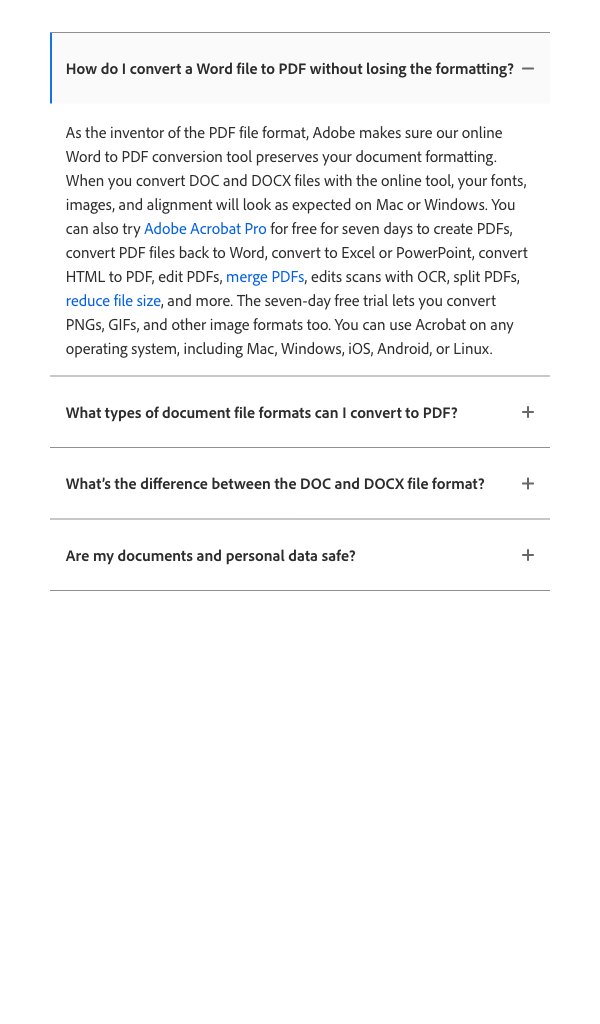 How do I convert a Word file to PDF without losing the formatting?
As the inventor of the PDF file format, Adobe makes sure our online
Word to PDF conversion tool preserves your document formatting.
When you convert DOC and DOCX files with the online tool, your fonts,
images, and alignment will look as expected on Mac or Windows. You
can also try Adobe Acrobat Pro for free for seven days to create PDFs,
convert PDF files back to Word, convert to Excel or PowerPoint, convert
HTML to PDF, edit PDFs, merge PDFs, edits scans with OCR, split PDFs,
reduce file size, and more. The seven-day free trial lets you convert
PNGs, GIFs, and other image formats too. You can use Acrobat on any
operating system, including Mac, Windows, iOS, Android, or Linux.
What types of document file formats can I convert to PDF?
What’s the difference between the DOC and DOCX file format?
Are my documents and personal data safe?